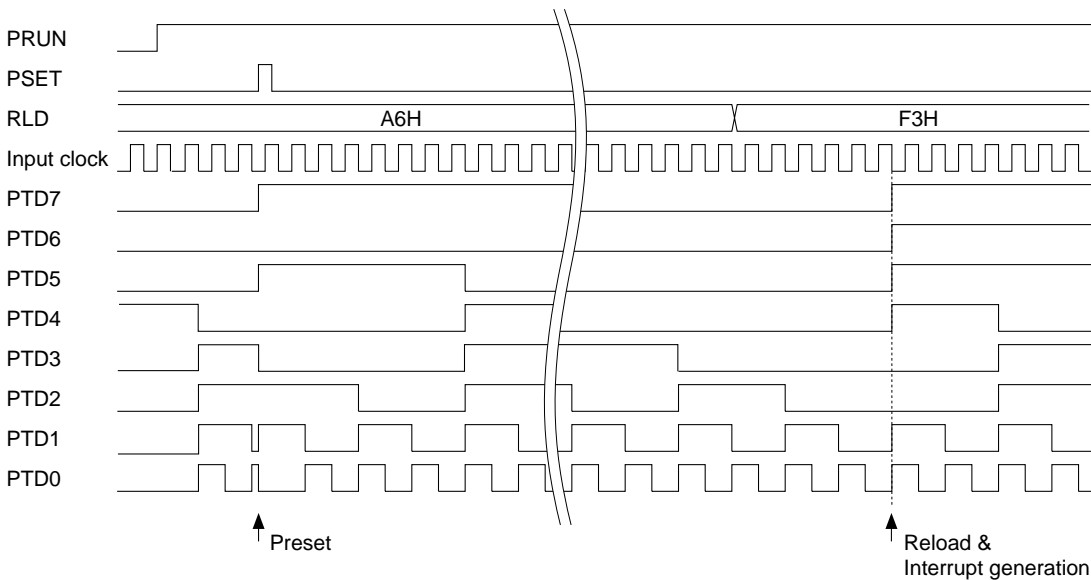 PRUN
PSET
RLD
A6H
F3H
Input clock
PTD7
PTD6
PTD5
PTD4
PTD3
PTD2
PTD1
PTD0
Preset
Reload &
Interrupt generation